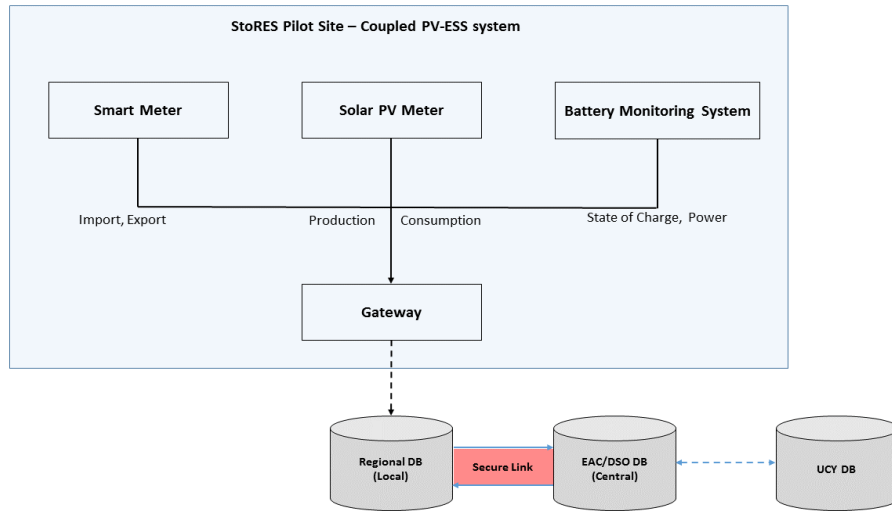 StoRES Pilot Site – Coupled PV-ESS system
Smart Meter
Solar PV Meter
Battery Monitoring System
Import, Export
Production
Consumption
State of Charge, Power
Gateway
Regional DB
(Local)
Secure Link
EAC/DSO DB
(Central)
UCY DB